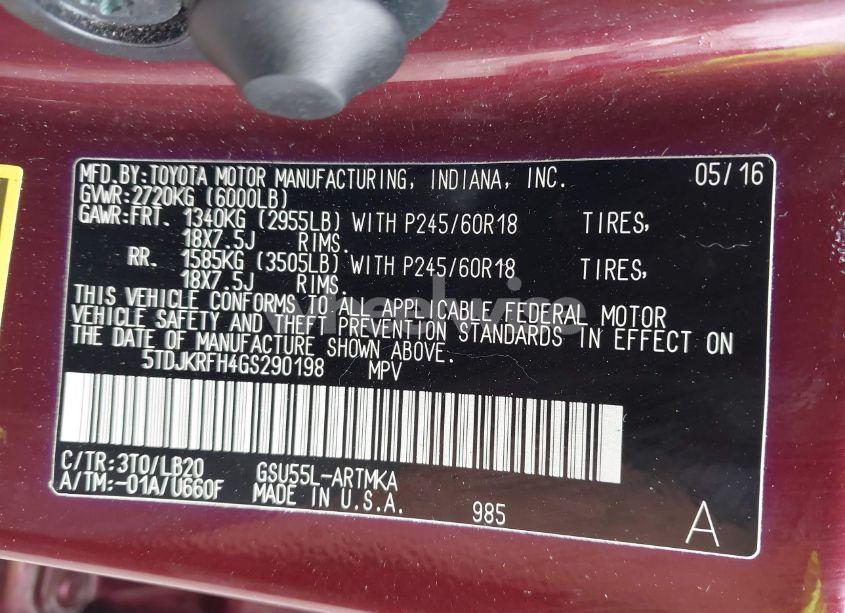 MFD.BY:TOYOTA MOTOR MANUFACTURING, INDIANA, INC. 05/16
GVWR:2720KG (6000LB)
GAWR:FRT. 1340KG (2955LB) WITH P245/60R18 TIRES,
18X7.5J RIMS.
RR. 1585KG (3505LB) WITH P245/60R18 TIRES,
18X7.5J RIMS.
THIS VEHICLE CONFORMS TO ALL APPLICABLE FEDERAL MOTOR
VEHICLE SAFETY AND THEFT PREVENTION STANDARDS IN EFFECT ON
THE DATE OF MANUFACTURE SHOWN ABOVE.
5TDJKRFH4GS290198 MPV
C/TR:3T0/LB20 GSU55L-ARTMKA
A/TM:-01A/U660F MADE IN U.S.A. 985 A